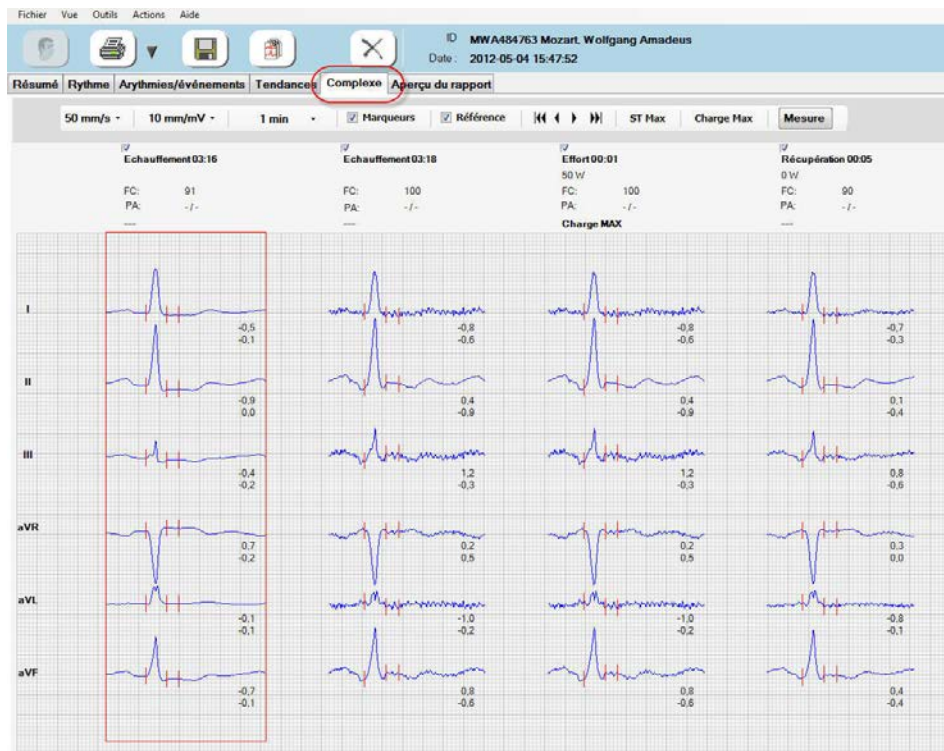 Fichier Vue Outils Actions Aide
ID MWA484763 Mozart, Wolfgang Amadeus
Date : 2012-05-04 15:47:52
Résumé Rythme Arythmies/événements Tendances Complexe Aperçu du rapport
50 mm/s 10 mm/mV 1 min Marqueurs Référence ST Max Charge Max Mesure
Echauffement 03:16 Echauffement 03:18 Effort 00:01 Récupération 00:05
50 W 0 W
FC: 91 FC: 100 FC: 100 FC: 90
PA: -/- PA: -/- PA: -/- PA: -/-
--- --- Charge MAX ---
I
-0,5 -0,8 -0,8 -0,7
-0.1 -0.6 -0.6 -0.3
II
-0.9 0.4 0.4 0.1
0,0 -0,9 -0,9 -0,4
III
-0.4 1,2 1,2 0.8
-0,2 -0,3 -0,3 -0,6
aVR
0.7 0.2 0.2 0.3
-0.2 0.5 0.5 0.0
aVL
-0.1 -1,0 -1,0 -0.8
-0.1 -0.2 -0.2 -0.1
aVF
-0,7 0,8 0,8 0,4
-0.1 -0.6 -0.6 -0,4